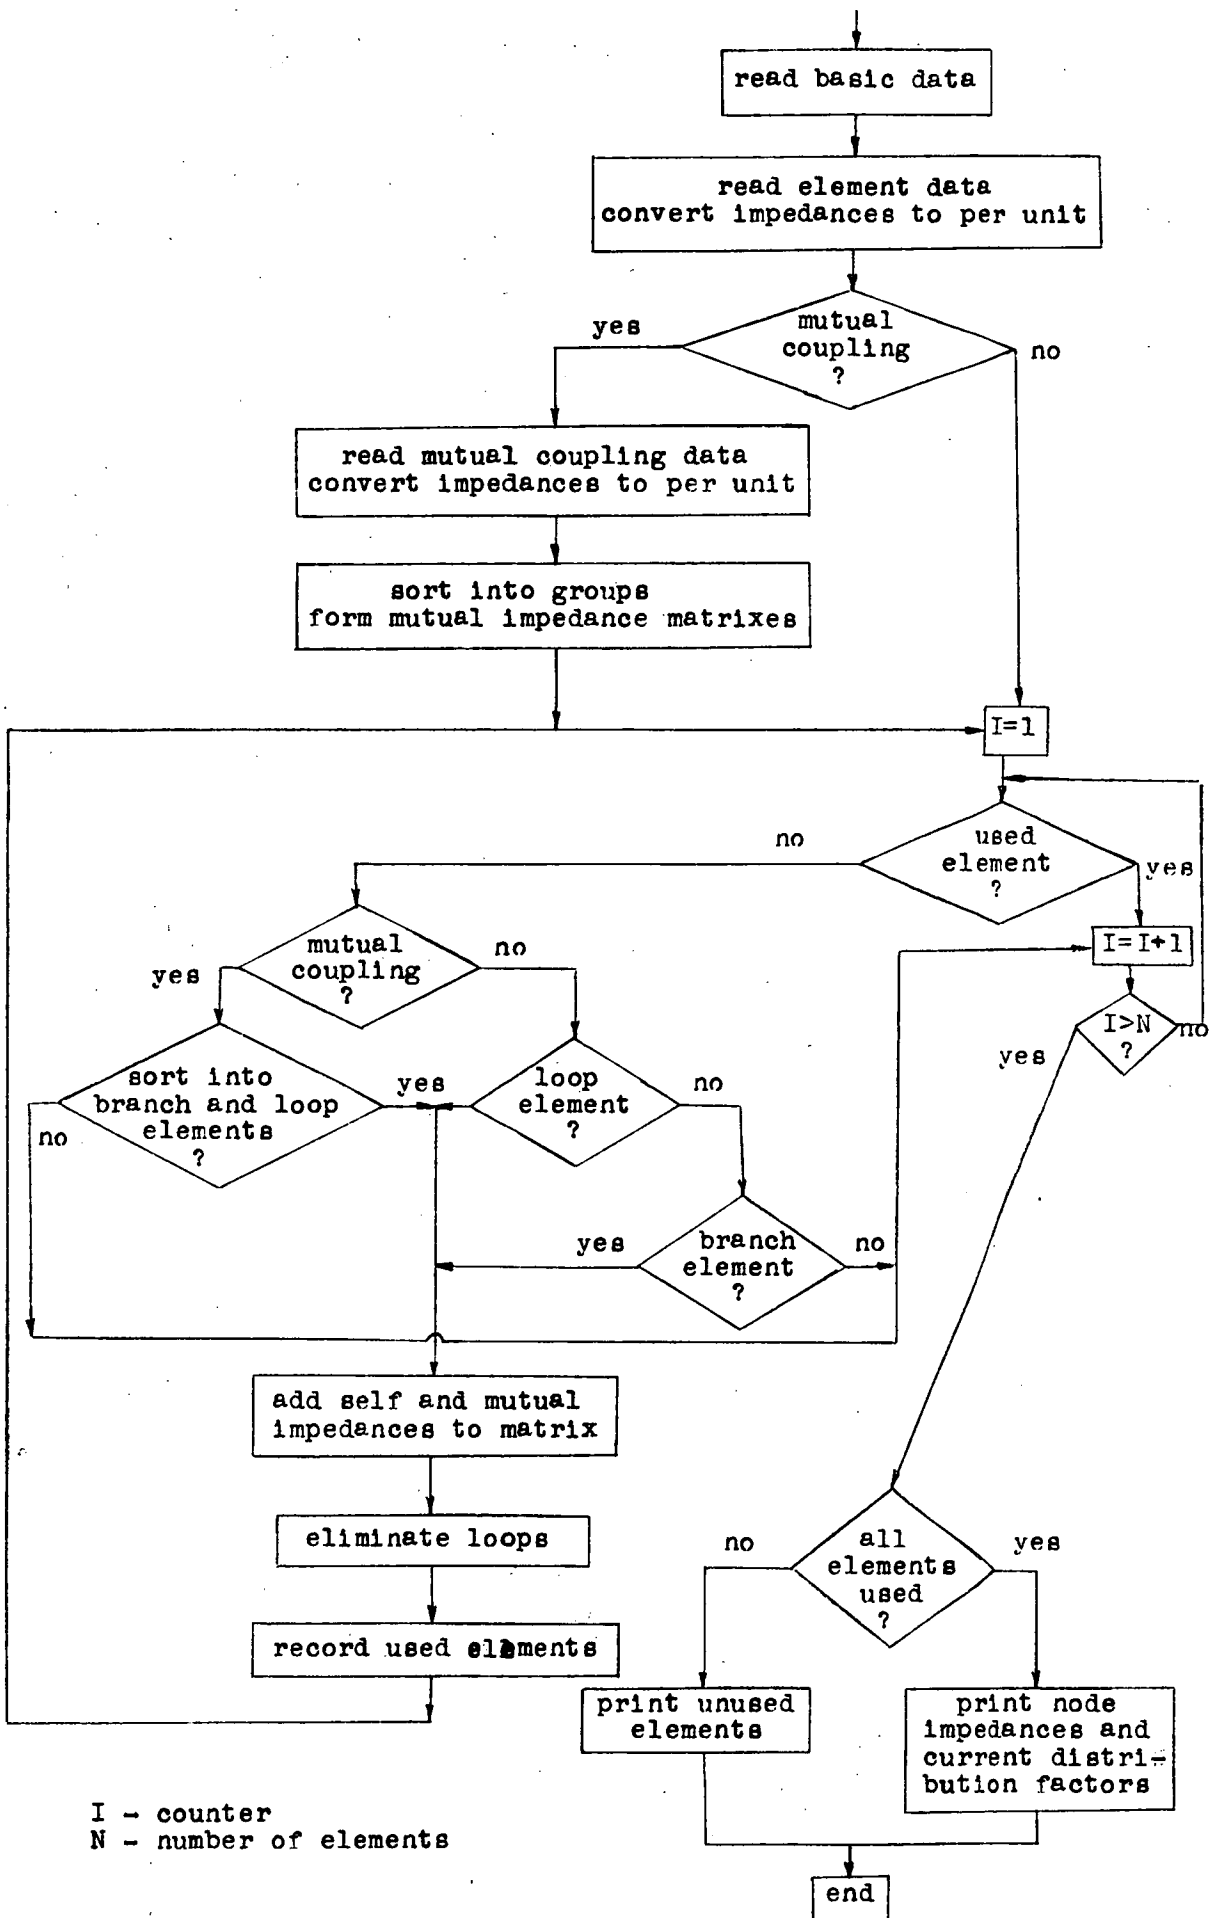 read basic data
read element data
convert impedances to per unit
mutual
coupling
?
yes
no
read mutual coupling data
convert impedances to per unit
sort into groups
form mutual impedance matrixes
I=1
used
element
?
no
yes
mutual
coupling
?
yes
no
I=I+1
I>N
?
yes
no
sort into
branch and loop
elements
?
yes
no
loop
element
?
no
branch
element
?
yes
no
add self and mutual
impedances to matrix
eliminate loops
record used elements
all
elements
used
?
no
yes
print unused
elements
print node
impedances and
current distri-
bution factors
I - counter
N - number of elements
end